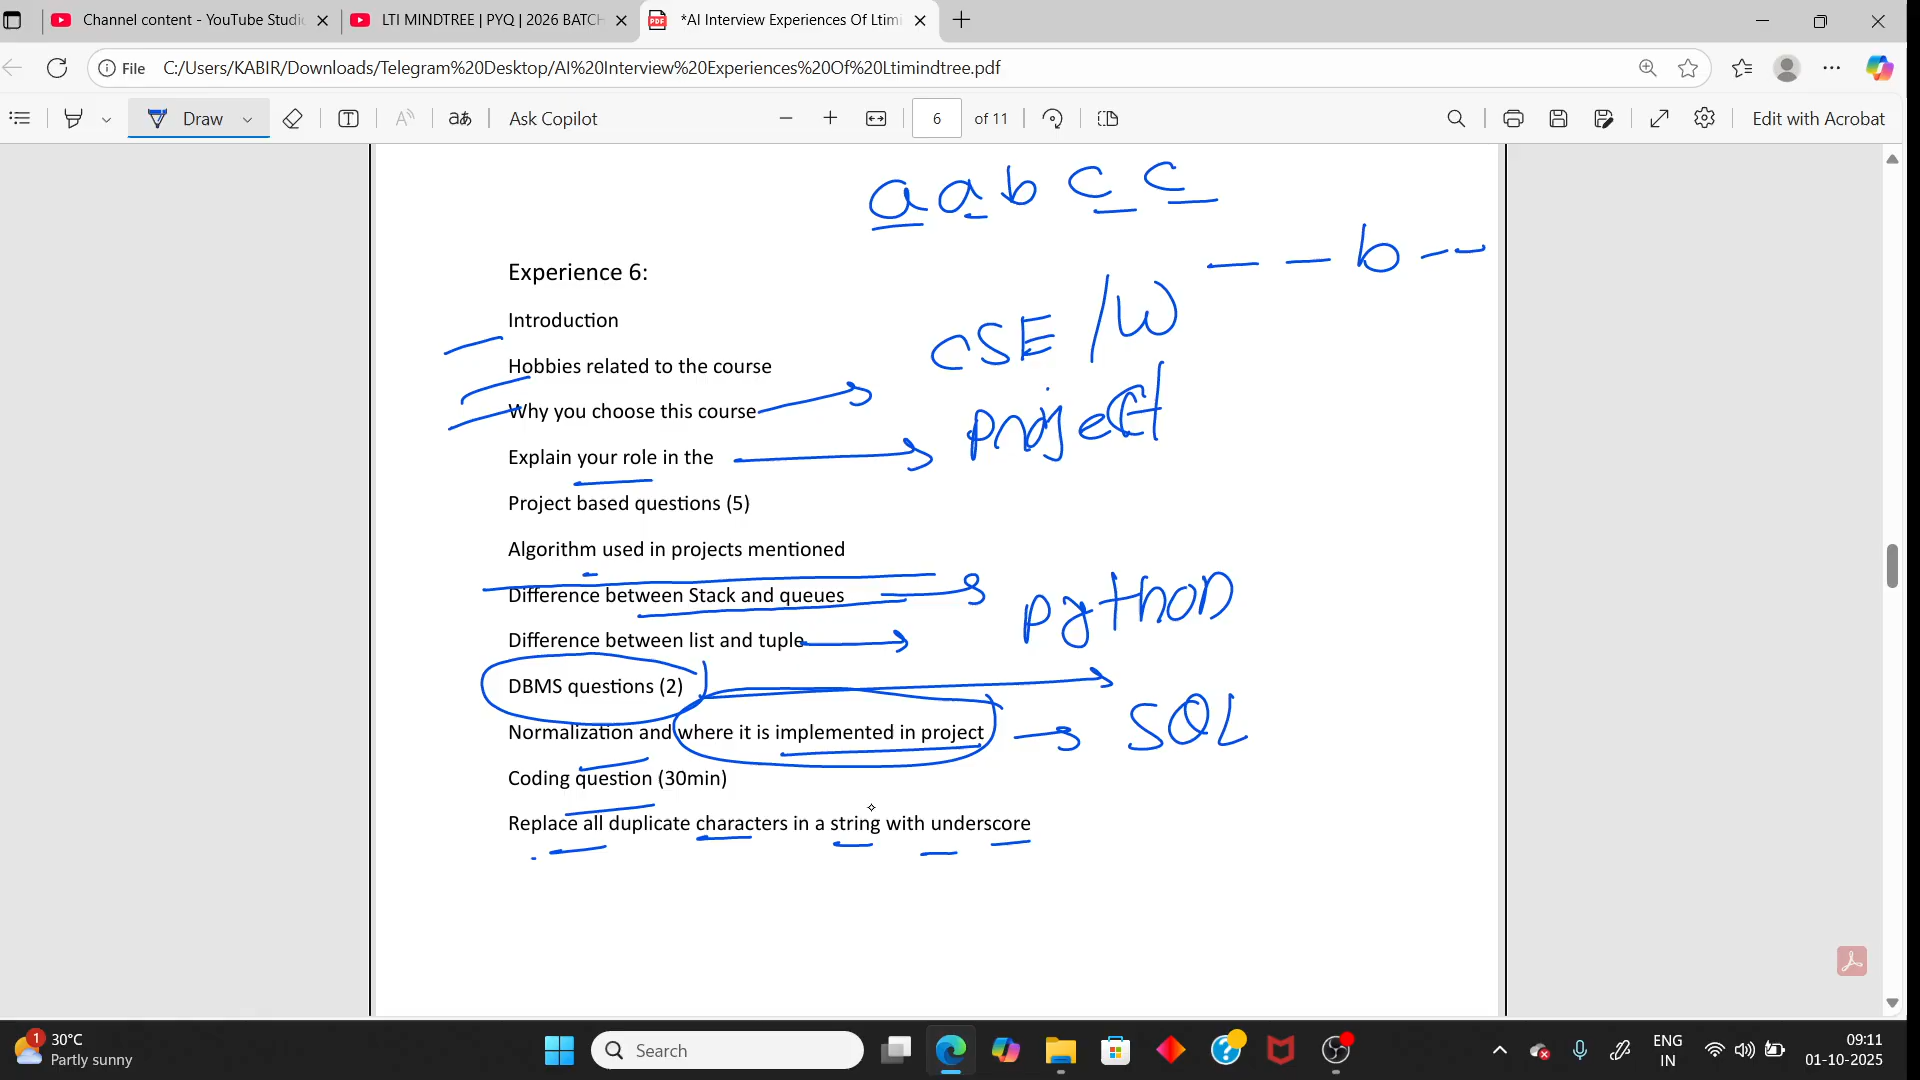 Channel content - YouTube Studi
LTI MINDTREE | PYQ | 2026 BATCH
*AI Interview Experiences Of Ltimi
File C:/Users/KABIR/Downloads/Telegram%20Desktop/AI%20Interview%20Experiences%20Of%20Ltimindtree.pdf
Draw
aあ
Ask Copilot
6 of 11
Edit with Acrobat
a a b c c
_ _ b _ _
Experience 6:
Introduction
CSE / W
Hobbies related to the course
Why you choose this course
project
Explain your role in the
Project based questions (5)
Algorithm used in projects mentioned
Difference between Stack and queues
python
Difference between list and tuple
DBMS questions (2)
Normalization and where it is implemented in project
SQL
Coding question (30min)
Replace all duplicate characters in a string with underscore
1
30°C
Partly sunny
Search
ENG
IN
09:11
01-10-2025